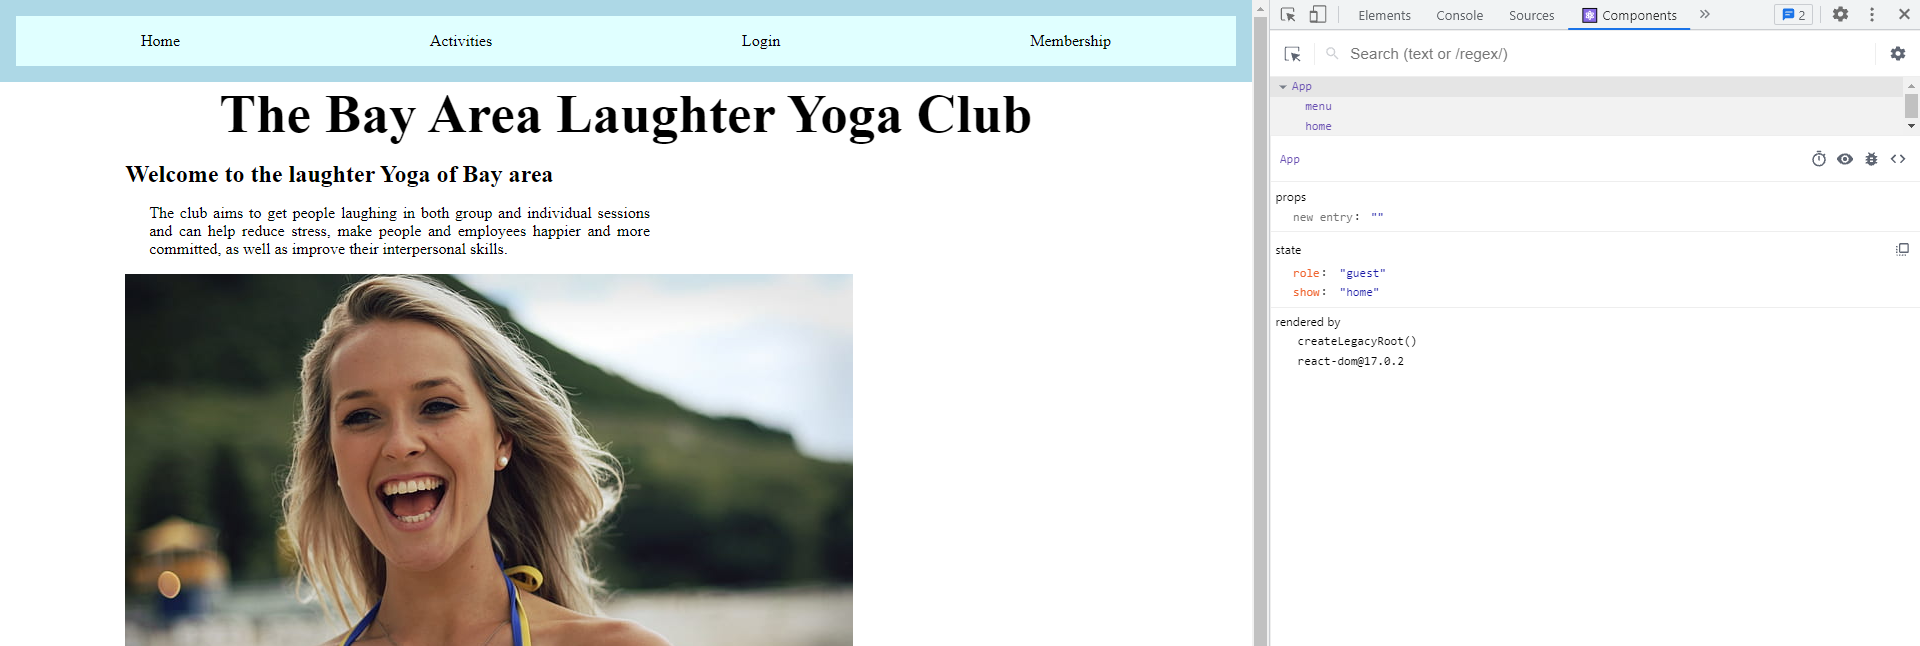 Home Activities Login Membership
The Bay Area Laughter Yoga Club
Welcome to the laughter Yoga of Bay area
The club aims to get people laughing in both group and individual sessions
and can help reduce stress, make people and employees happier and more
committed, as well as improve their interpersonal skills.
Elements Console Sources Components 2
Search (text or /regex/)
App
menu
home
App
props
new entry: ""
state
role: "guest"
show: "home"
rendered by
createLegacyRoot()
react-dom@17.0.2